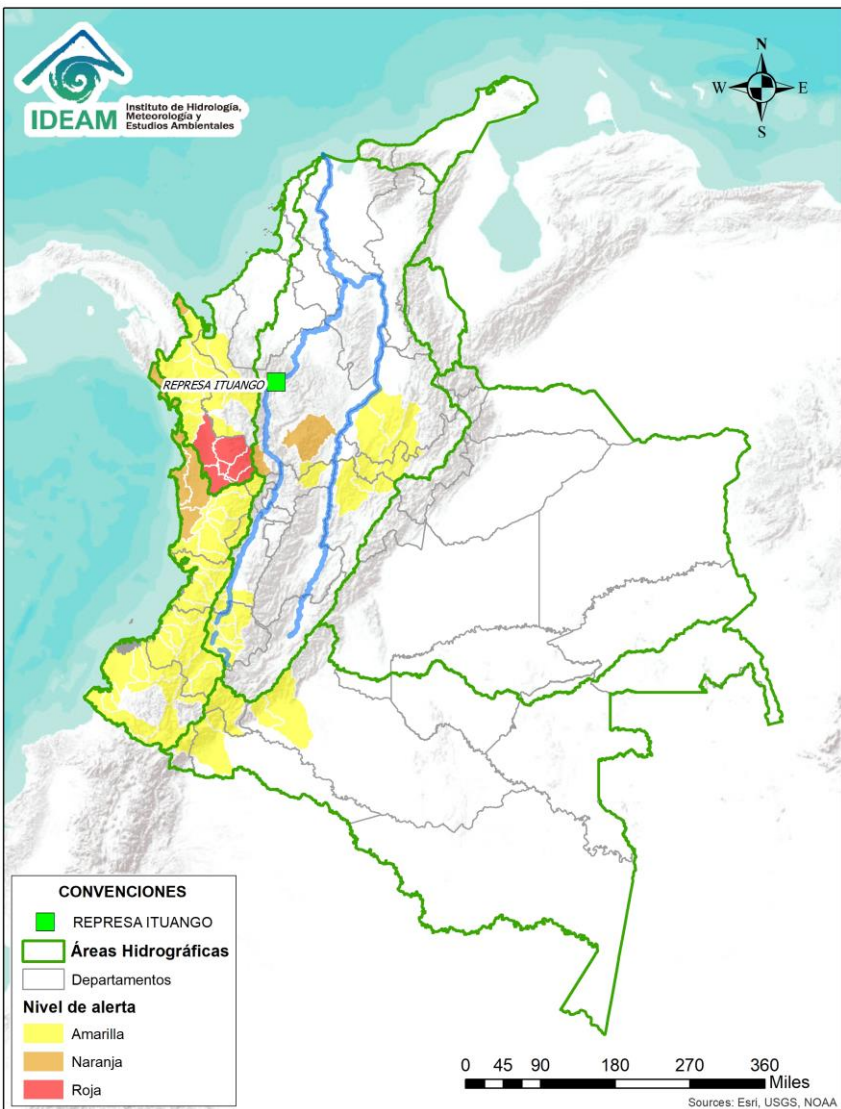 IDEAM
Instituto de Hidrología,
Meteorología y
Estudios Ambientales
N
W
E
S
REPRESA ITUANGO
CONVENCIONES
REPRESA ITUANGO
Áreas Hidrográficas
Departamentos
Nivel de alerta
Amarilla
Naranja
Roja
0 45 90 180 270 360
Miles
Sources: Esri, USGS, NOAA